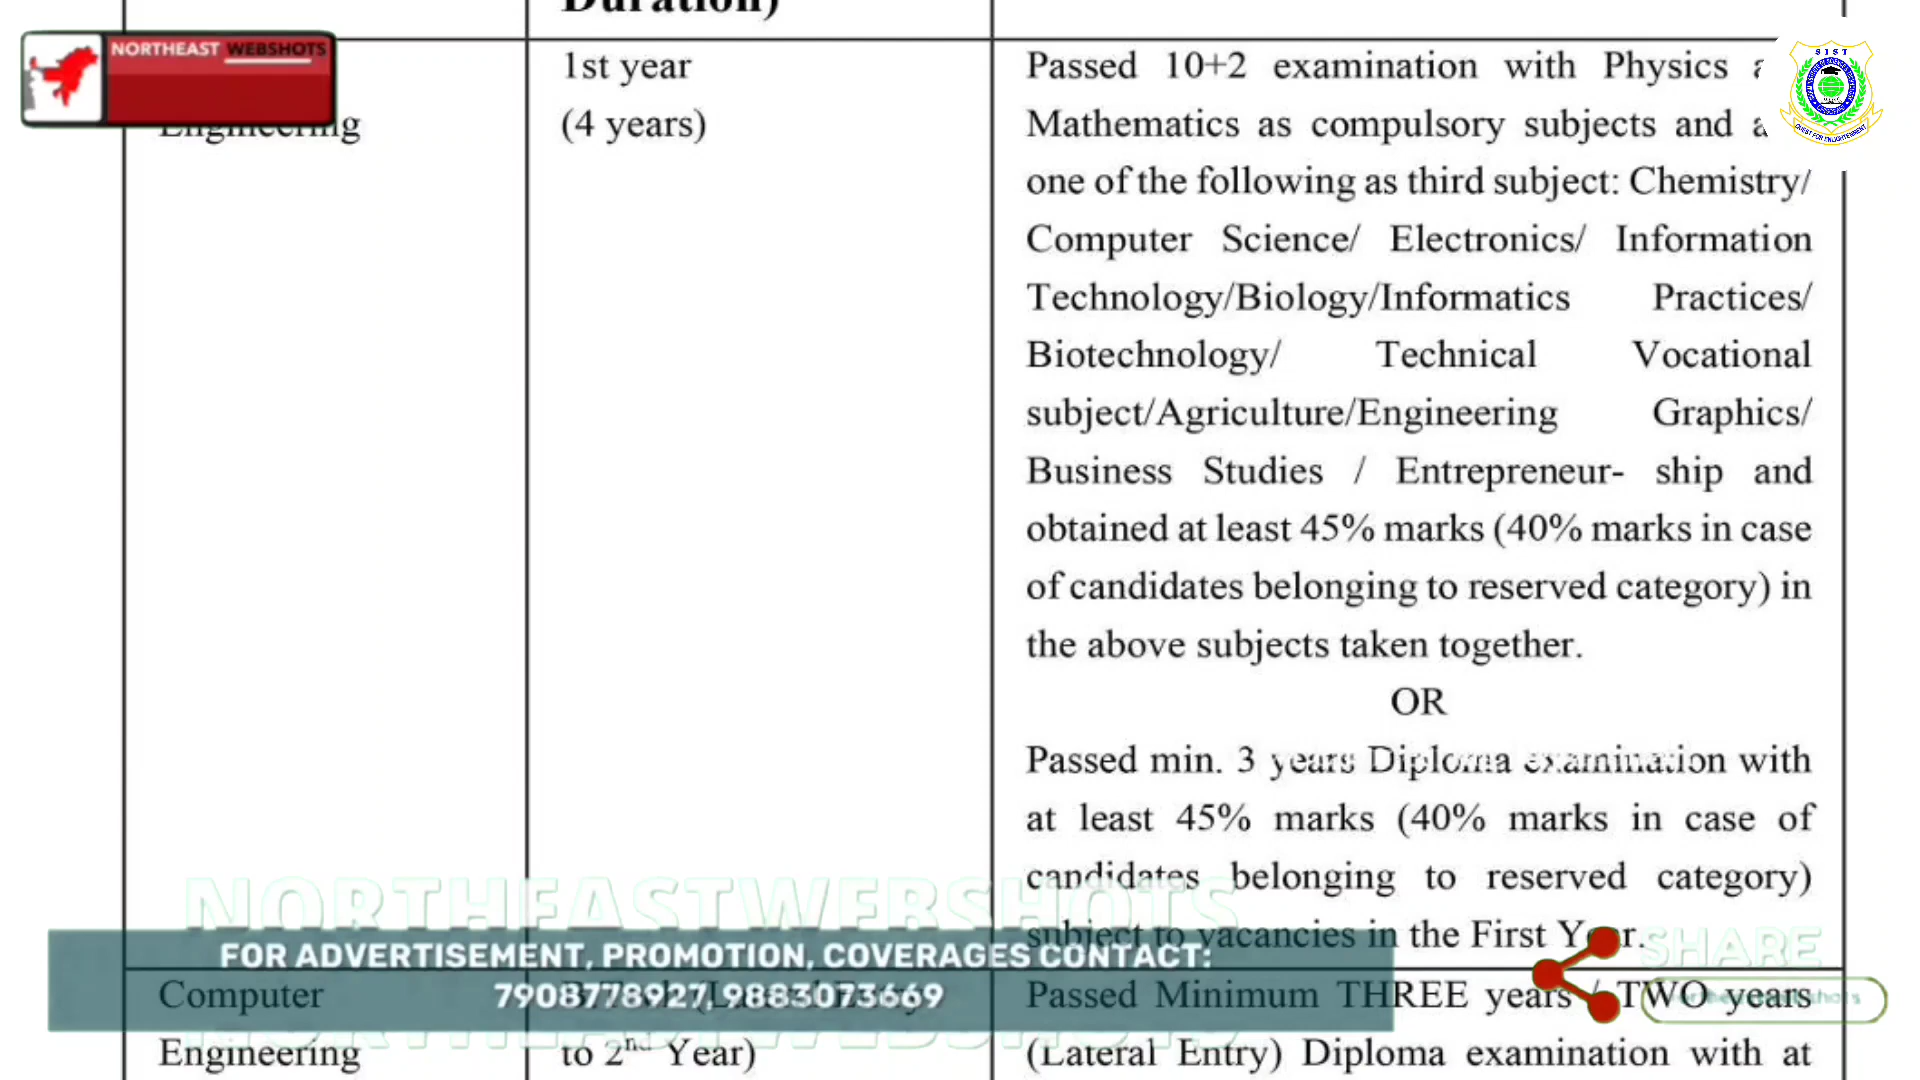 Duration)
NORTHEAST WEBSHOTS
SIST
QUEST FOR ENLIGHTENMENT
Engineering
1st year
(4 years)
Passed 10+2 examination with Physics
Mathematics as compulsory subjects and
one of the following as third subject: Chemistry/
Computer Science/ Electronics/ Information
Technology/Biology/Informatics Practices/
Biotechnology/ Technical Vocational
subject/Agriculture/Engineering Graphics/
Business Studies / Entrepreneur- ship and
obtained at least 45% marks (40% marks in case
of candidates belonging to reserved category) in
the above subjects taken together.
OR
Passed min. 3 years Diploma examination with
at least 45% marks (40% marks in case of
candidates belonging to reserved category)
subject to vacancies in the First Year.
NORTHEASTWEBSHOTS
FOR ADVERTISEMENT, PROMOTION, COVERAGES CONTACT:
7908778927, 9883073669
SHARE
Computer
Engineering
to 2nd Year)
Passed Minimum THREE years / TWO years
(Lateral Entry) Diploma examination with at